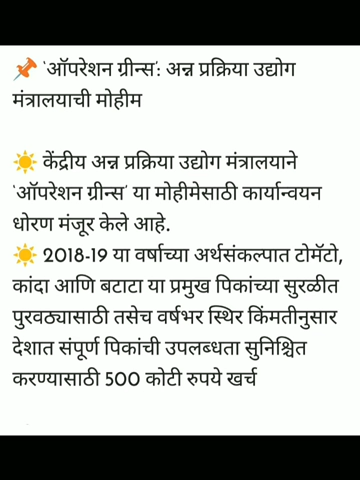 📌 'ऑपरेशन ग्रीन्स': अन्न प्रक्रिया उद्योग
मंत्रालयाची मोहीम
☀️ केंद्रीय अन्न प्रक्रिया उद्योग मंत्रालयाने
'ऑपरेशन ग्रीन्स' या मोहीमेसाठी कार्यान्वयन
धोरण मंजूर केले आहे.
☀️ 2018-19 या वर्षाच्या अर्थसंकल्पात टोमॅटो,
कांदा आणि बटाटा या प्रमुख पिकांच्या सुरळीत
पुरवठ्यासाठी तसेच वर्षभर स्थिर किंमतीनुसार
देशात संपूर्ण पिकांची उपलब्धता सुनिश्चित
करण्यासाठी 500 कोटी रुपये खर्च